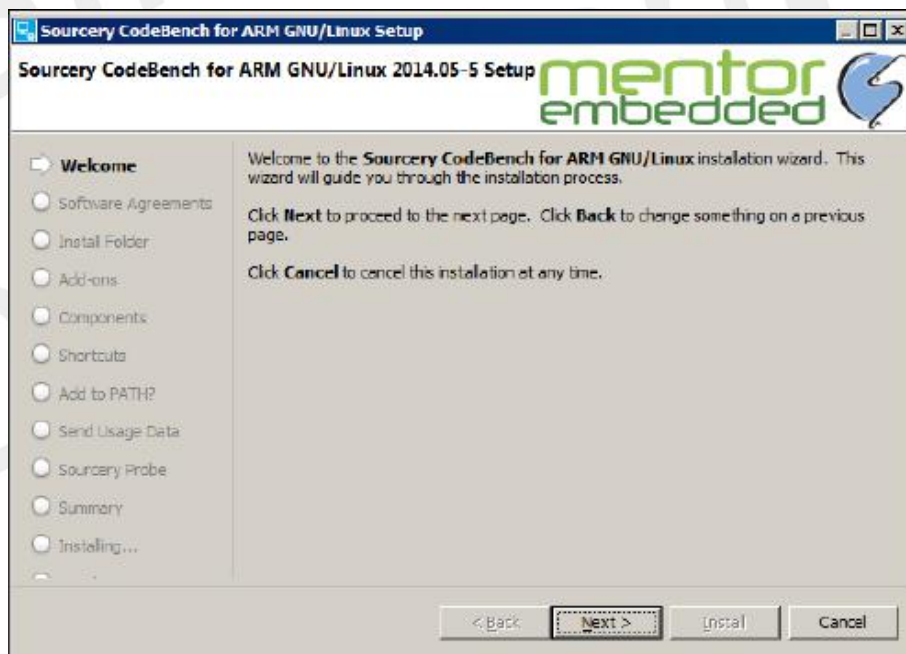 Sourcery CodeBench for ARM GNU/Linux Setup
Sourcery CodeBench for ARM GNU/Linux 2014.05-5 Setup
mentor
embedded
Welcome
Software Agreements
Install Folder
Add-ons
Components
Shortcuts
Add to PATH?
Send Usage Data
Sourcery Probe
Summary
Installing...
Welcome to the Sourcery CodeBench for ARM GNU/Linux installation wizard. This
wizard will guide you through the installation process.
Click Next to proceed to the next page. Click Back to change something on a previous
page.
Click Cancel to cancel this installation at any time.
< Back Next > Install Cancel